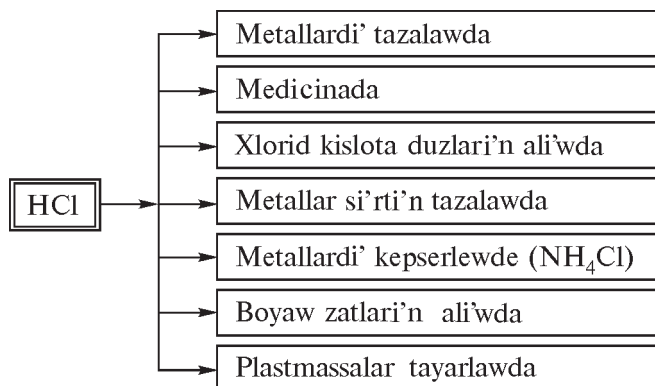 Metallardi’ tazalawda
Medicinada
Xlorid kislota duzlari’n ali’wda
HCl
Metallar si’rti’n tazalawda
Metallardi’ kepserlewde (NH₄Cl)
Boyaw zatlari’n ali’wda
Plastmassalar tayarlawda